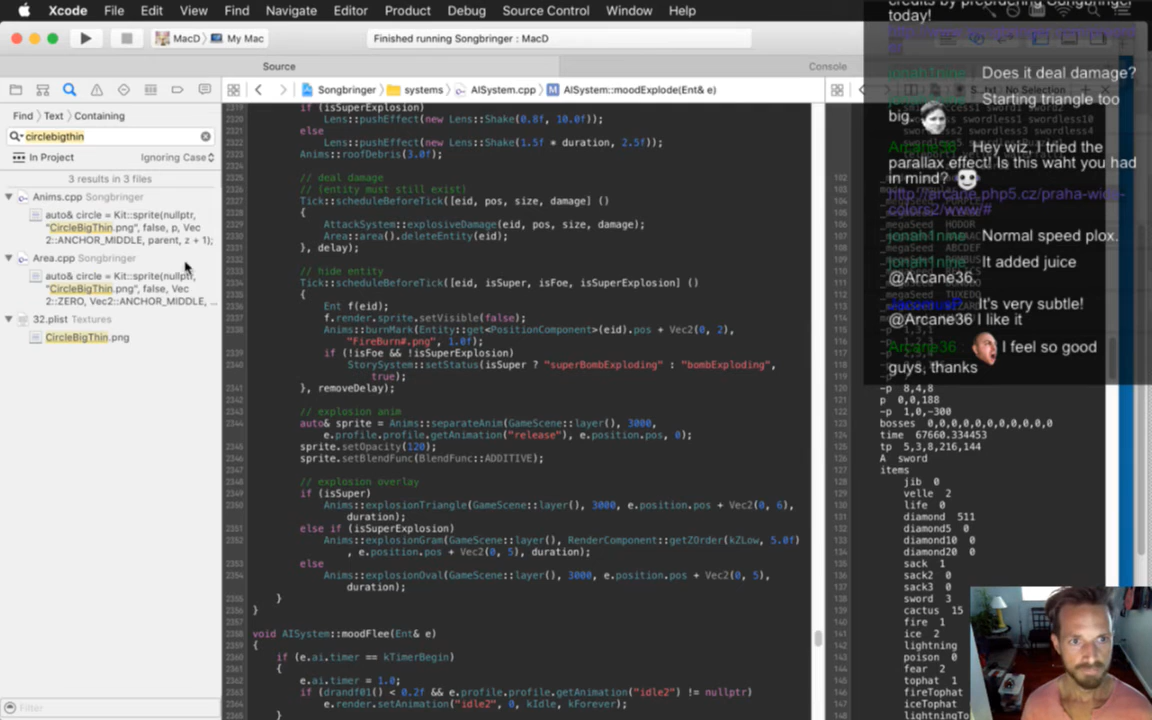 Xcode File Edit View Find Navigate Editor Product Debug Source Control Window Help
MacD My Mac
Finished running Songbringer : MacD
Source
Console
Find Text Containing
circlebigthin
In Project Ignoring Case
3 results in 3 files
Anims.cpp Songbringer
auto& circle = Kit::sprite(nullptr,
"CircleBigThin.png", false, p, Vec
2::ANCHOR_MIDDLE, parent, z + 1);
Area.cpp Songbringer
auto& circle = Kit::sprite(nullptr,
"CircleBigThin.png", false, Vec
2::ZERO, Vec2::ANCHOR_MIDDLE, ...
32.plist Textures
CircleBigThin.png
Filter
Songbringer systems AISystem.cpp AISystem::moodExplode(Ent& e)
if (isSuperExplosion)
Lens::pushEffect(new Lens::Shake(0.8f, 10.0f));
else
Lens::pushEffect(new Lens::Shake(1.5f * duration, 2.5f));
Anims::roofDebris(3.0f);
// deal damage
// (entity must still exist)
Tick::scheduleBeforeTick([eid, pos, size, damage] ()
{
AttackSystem::explosiveDamage(eid, pos, size, damage);
Area::area().deleteEntity(eid);
}, delay);
// hide entity
Tick::scheduleBeforeTick([eid, isSuper, isFoe, isSuperExplosion] ()
{
Ent f(eid);
f.render.sprite.setVisible(false);
Anims::burnMark(Entity::get<PositionComponent>(eid).pos + Vec2(0, 2),
"FireBurn#.png", 1.0f);
if (!isFoe && !isSuperExplosion)
StorySystem::setStatus(isSuper ? "superBombExploding" : "bombExploding",
true);
}, removeDelay);
// explosion anim
auto& sprite = Anims::separateAnim(GameScene::layer(), 3000,
e.profile.profile.getAnimation("release"), e.position.pos, 0);
sprite.setOpacity(120);
sprite.setBlendFunc(BlendFunc::ADDITIVE);
// explosion overlay
if (isSuper)
Anims::explosionTriangle(GameScene::layer(), 3000, e.position.pos + Vec2(0, 6),
duration);
else if (isSuperExplosion)
Anims::explosionGram(GameScene::layer(), RenderComponent::getZOrder(kZLow, 5.0f)
, e.position.pos + Vec2(0, 5), duration);
else
Anims::explosionOval(GameScene::layer(), 3000, e.position.pos + Vec2(0, 5),
duration);
}
}
void AISystem::moodFlee(Ent& e)
{
if (e.ai.timer == kTimerBegin)
{
e.ai.timer = 1.0;
if (drandf01() < 0.2f && e.profile.profile.getAnimation("idle2") != nullptr)
e.render.setAnimation("idle2", 0, kIdle, kForever);
credits by preordering Songbringer
today!
jonah1nine Does it deal damage?
jonah1nine Starting triangle too
big.
Arcane36 Hey wiz, I tried the
parallax effect! Is this waht you had
in mind?
jonah1nine Normal speed plox.
jonah1nine It added juice
@Arcane36.
It's very subtle!
@Arcane36 I like it
Arcane36 I feel so good
guys, thanks
-p 8,4,8
p 0,0,188
-p 1,0,-300
bosses 0,0,0,0,0,0,0,0,0,0
time 67660.334453
tp 5,3,8,216,144
A sword
items
jib 0
velle 2
life 0
diamond 511
diamond5 0
diamond10 0
diamond20 0
sack 1
sack2 0
sack3 0
sword 3
cactus 15
fire 1
ice 2
lightning
poison 0
fear 2
tophat 1
fireTophat
iceTophat